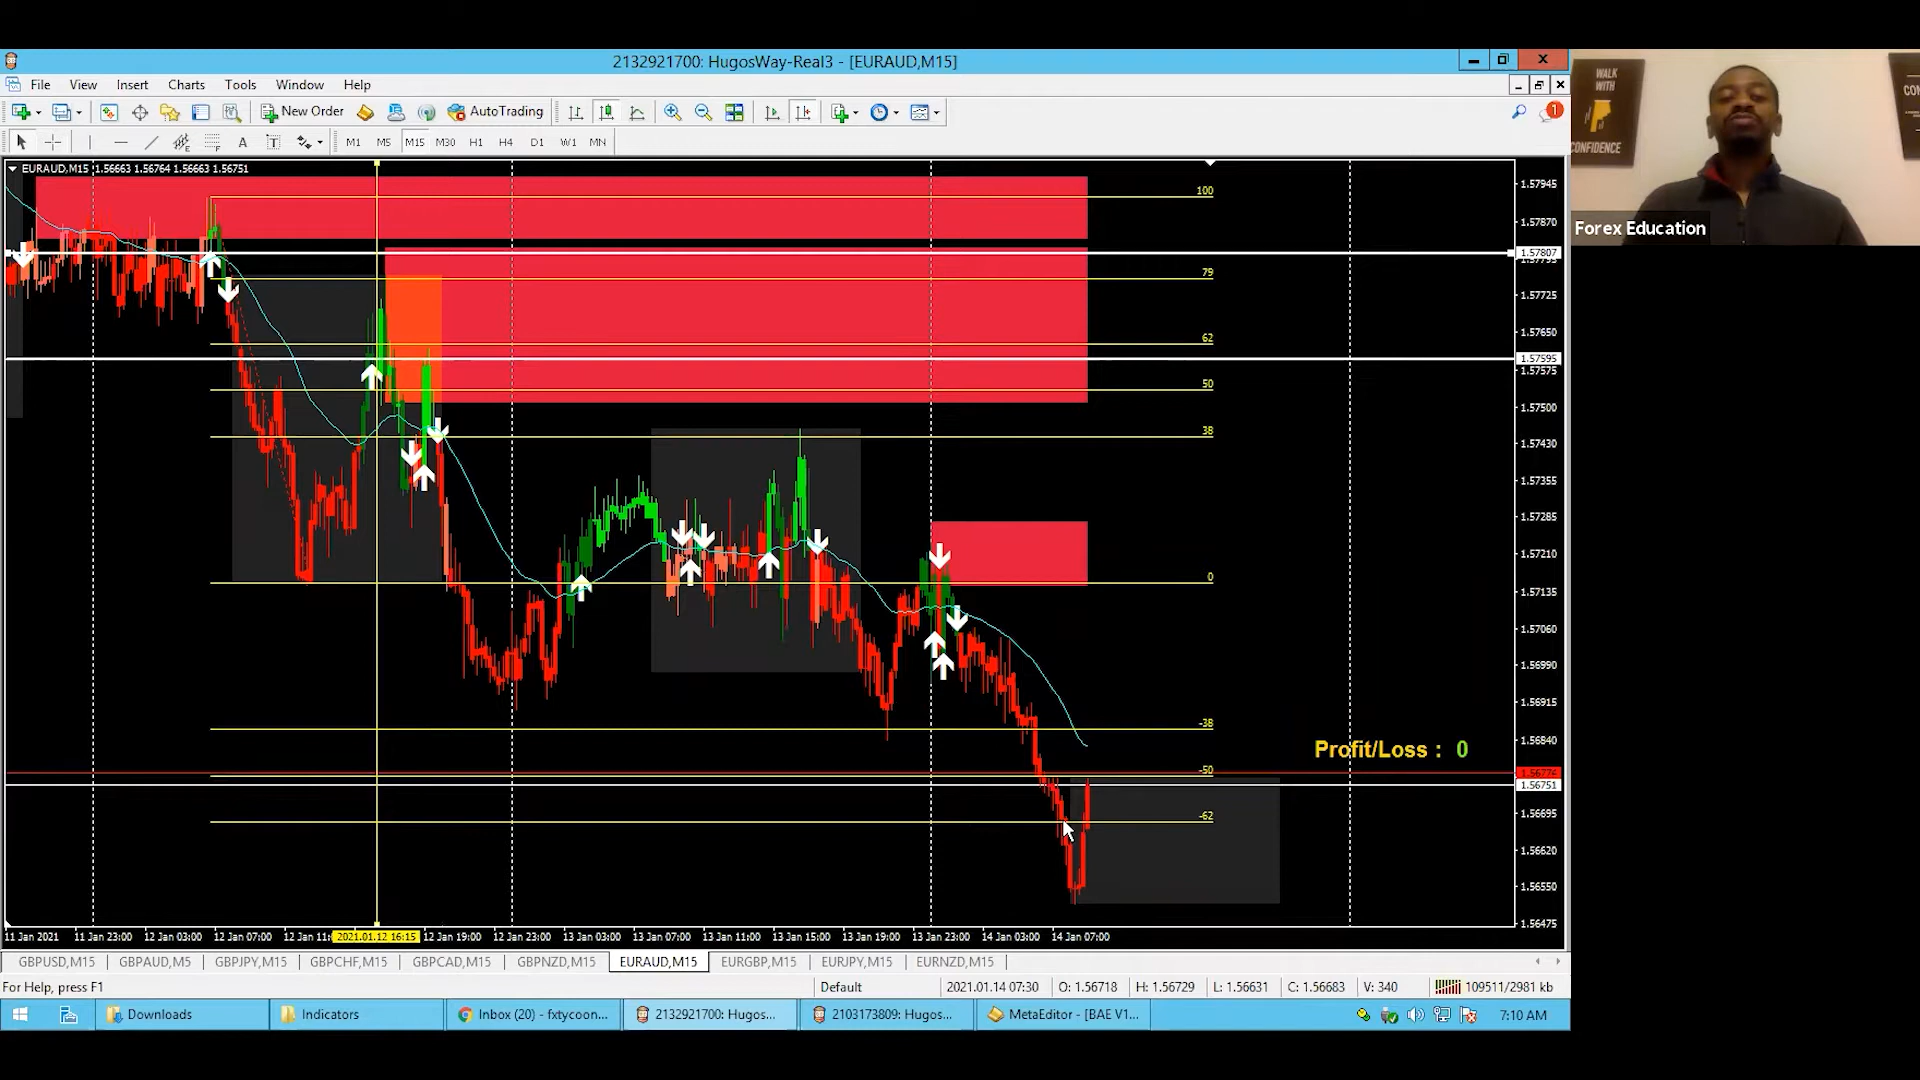 2132921700: HugosWay-Real3 - [EURAUD,M15]
File View Insert Charts Tools Window Help
New Order AutoTrading 1
A T M1 M5 M15 M30 H1 H4 D1 W1 MN
EURAUD,M15 1.56663 1.56764 1.56663 1.56751
WALK
WITH
CONFIDENCE
CON
Forex Education
100
79
62
50
38
0
-38
-50
-62
1.57945
1.57870
1.57807
1.57725
1.57650
1.57595
1.57575
1.57500
1.57430
1.57355
1.57285
1.57210
1.57135
1.57060
1.56990
1.56915
1.56840
1.56774
1.56751
1.56695
1.56620
1.56550
1.56475
Profit/Loss : 0
11 Jan 2021 11 Jan 23:00 12 Jan 03:00 12 Jan 07:00 12 Jan 11: 2021.01.12 16:15 12 Jan 19:00 12 Jan 23:00 13 Jan 03:00 13 Jan 07:00 13 Jan 11:00 13 Jan 15:00 13 Jan 19:00 13 Jan 23:00 14 Jan 03:00 14 Jan 07:00
GBPUSD,M15 GBPAUD,M5 GBPJPY,M15 GBPCHF,M15 GBPCAD,M15 GBPNZD,M15 EURAUD,M15 EURGBP,M15 EURJPY,M15 EURNZD,M15
For Help, press F1 Default 2021.01.14 07:30 O: 1.56718 H: 1.56729 L: 1.56631 C: 1.56683 V: 340 109511/2981 kb
Downloads Indicators Inbox (20) - fxtycoon... 2132921700: Hugos... 2103173809: Hugos... MetaEditor - [BAE V1... 7:10 AM